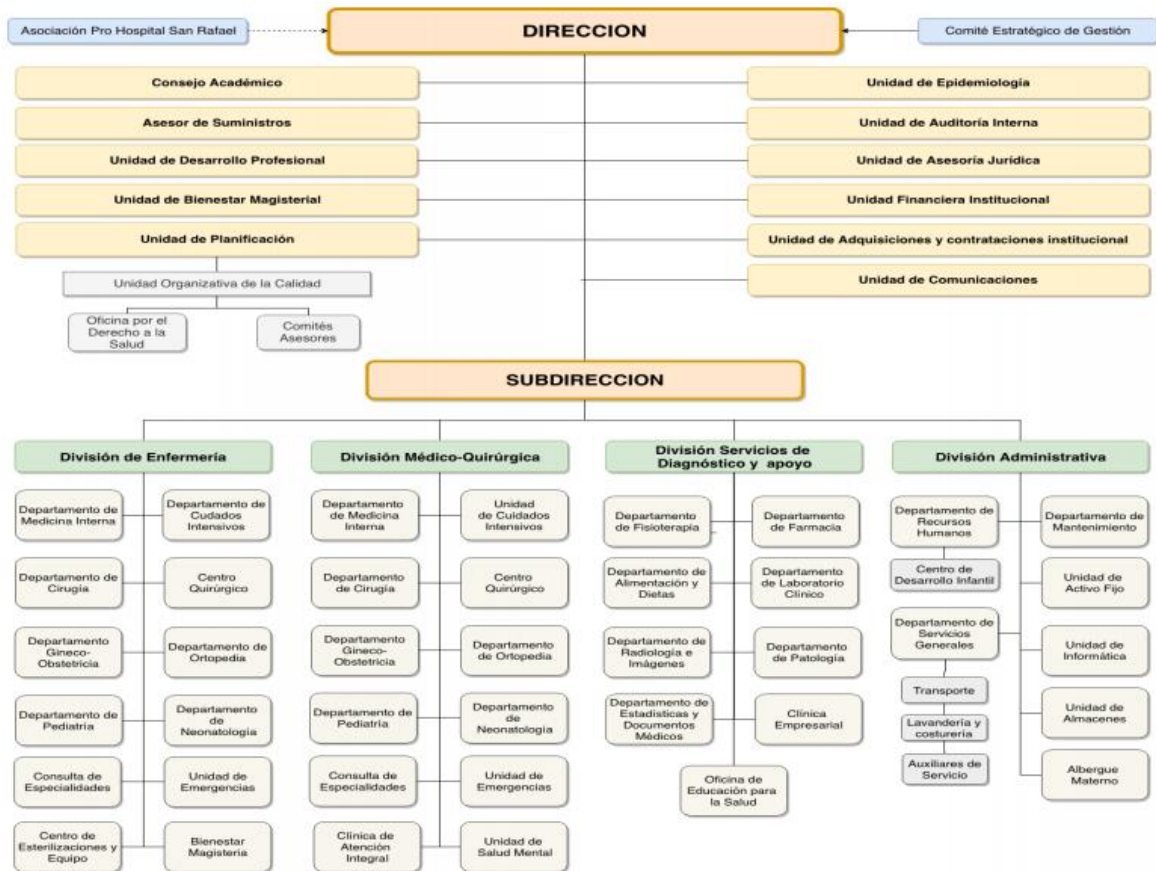 DIRECCION
Asociación Pro Hospital San Rafael
Comité Estratégico de Gestión
Consejo Académico
Unidad de Epidemiología
Asesor de Suministros
Unidad de Auditoría Interna
Unidad de Desarrollo Profesional
Unidad de Asesoría Jurídica
Unidad de Bienestar Magisterial
Unidad Financiera Institucional
Unidad de Planificación
Unidad de Adquisiciones y contrataciones institucional
Unidad de Comunicaciones
Unidad Organizativa de la Calidad
Oficina por el
Derecho a la
Salud
Comités
Asesores
SUBDIRECCION
División de Enfermería
Departamento de
Medicina Interna
Departamento de
Cudados
Intensivos
Departamento de
Cirugía
Centro
Quirúrgico
Departamento
Gineco-
Obstetricia
Departamento de
Ortopedia
Departamento de
Pediatría
Departamento
de
Neonatología
Consulta de
Especialidades
Unidad de
Emergencias
Centro de
Esterilizaciones y
Equipo
Bienestar
Magisteria
División Médico-Quirúrgica
Departamento
de Medicina
Interna
Unidad
de Cuidados
Intensivos
Departamento
de Cirugía
Centro
Quirúrgico
Departamento
Gineco-
Obstetricia
Departamento
de Ortopedia
Departamento
de Pediatría
Departamento
de
Neonatología
Consulta de
Especialidades
Unidad de
Emergencias
Clínica de
Atención
Integral
Unidad de
Salud Mental
División Servicios de
Diagnóstico y apoyo
Departamento
de Fisioterapia
Departamento
de Farmacia
Departamento de
Alimentación y
Dietas
Departamento
de Laboratorio
Clínico
Departamento de
Radiología e
Imágenes
Departamento
de Patología
Departamento de
Estadísticas y
Documentos
Médicos
Clínica
Empresarial
Oficina de
Educación para
la Salud
División Administrativa
Departamento de
Recursos
Humanos
Departamento de
Mantenimiento
Centro de
Desarrollo Infantil
Unidad de
Activo Fijo
Departamento de
Servicios
Generales
Unidad de
Informática
Transporte
Lavandería y
costurería
Unidad de
Almacenes
Auxiliares de
Servicio
Albergue
Materno